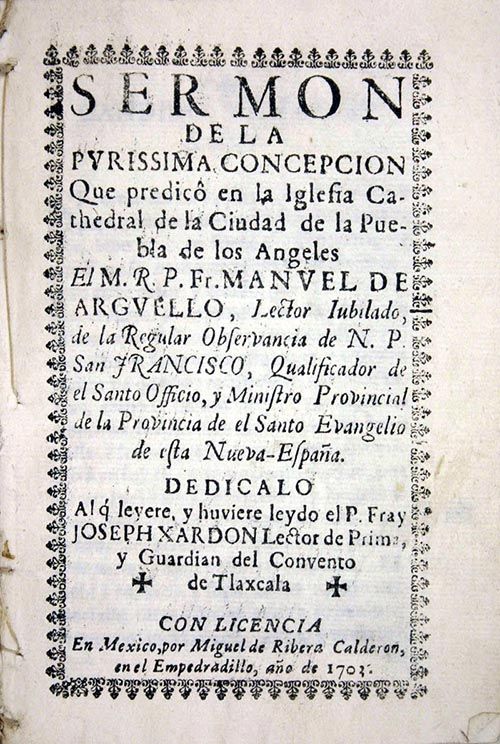 SERMON
DE LA
PVRISSIMA CONCEPCION
Que predicô en la Iglesia Ca-
thedral de la Ciudad de la Pue-
bla de los Angeles
El M. R. P. Fr. MANVEL DE
ARGVELLO, Lector Iubilado,
de la Regular Observancia de N. P.
San FRANCISCO, Qualificador de
el Santo Officio, y Ministro Provincial
de la Provincia de el Santo Evangelio
de esta Nueva-España.
DEDICALO
Al q̃ leyere, y huviere leydo el P. Fray
JOSEPH XARDON Lector de Prima,
y Guardian del Convento
✠ de Tlaxcala ✠
CON LICENCIA
En Mexico, por Miguel de Ribera Calderon,
en el Empedradillo, año de 1703.